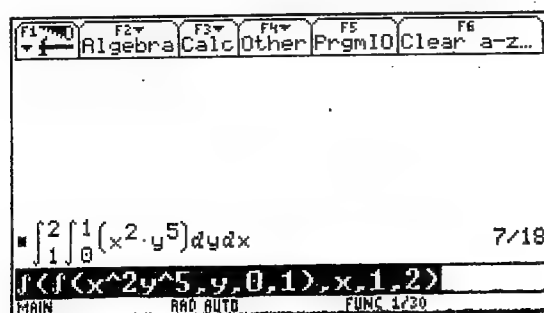 F1 F2 F3 F4 F5 F6
Algebra Calc Other PrgmIO Clear a-z…
∫₁² ∫₀¹ (x²·y⁵)dydx 7/18
∫(∫(x^2y^5,y,0,1),x,1,2)
MAIN RAD AUTO FUNC 1/30